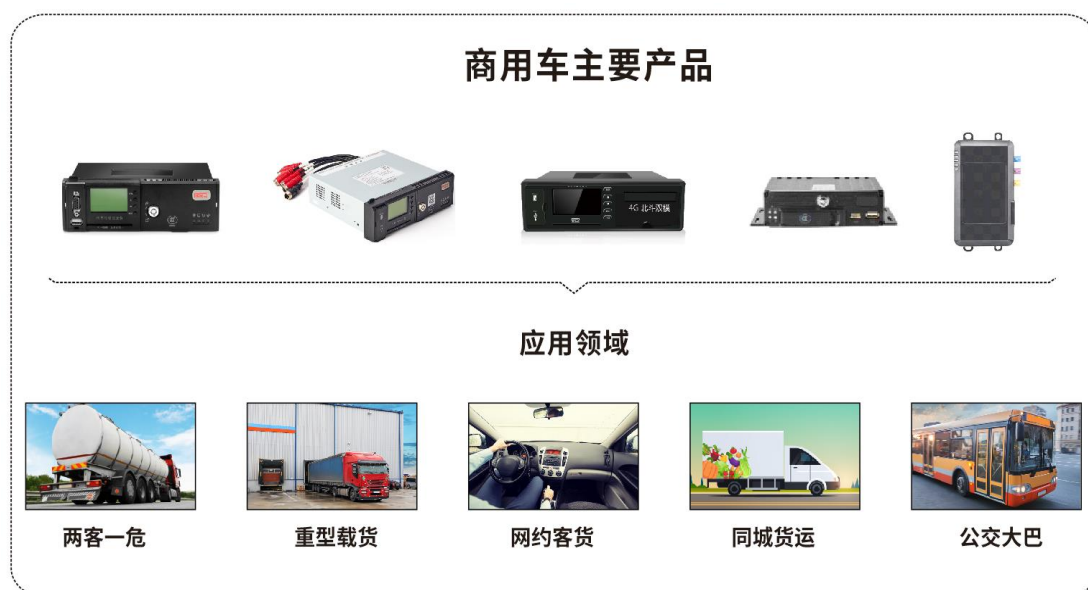 商用车主要产品
4G 北斗双模
应用领域
两客一危
重型载货
网约客货
同城货运
公交大巴